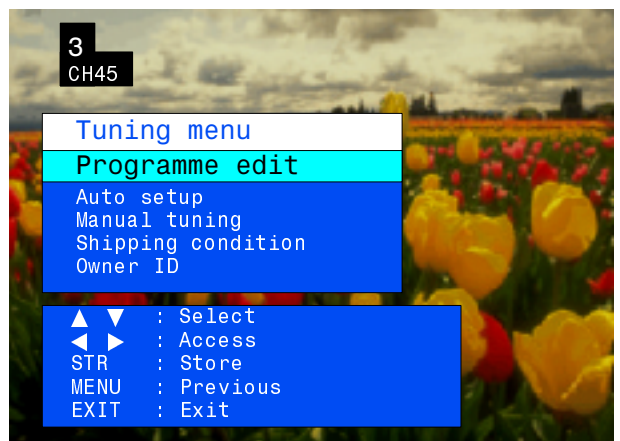 3
CH45
Tuning menu
Programme edit
Auto setup
Manual tuning
Shipping condition
Owner ID
▲ ▼ : Select
◀ ▶ : Access
STR : Store
MENU : Previous
EXIT : Exit